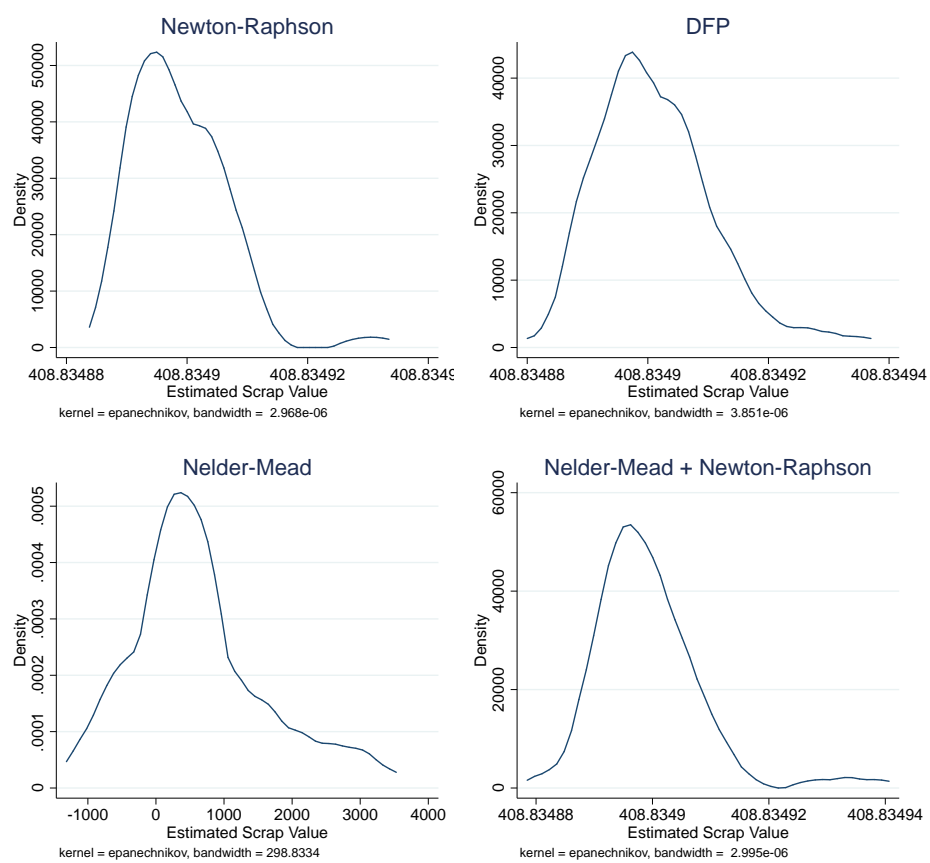 Newton-Raphson
Density
0 10000 20000 30000 40000 50000
408.83488 408.8349 408.83492 408.8349
Estimated Scrap Value
kernel = epanechnikov, bandwidth = 2.968e-06
DFP
Density
0 10000 20000 30000 40000
408.83488 408.8349 408.83492 408.83494
Estimated Scrap Value
kernel = epanechnikov, bandwidth = 3.851e-06
Nelder-Mead
Density
0 .0001 .0002 .0003 .0004 .0005
-1000 0 1000 2000 3000 4000
Estimated Scrap Value
kernel = epanechnikov, bandwidth = 298.8334
Nelder-Mead + Newton-Raphson
Density
20000 40000 60000
0
408.83488 408.8349 408.83492 408.83494
Estimated Scrap Value
kernel = epanechnikov, bandwidth = 2.995e-06